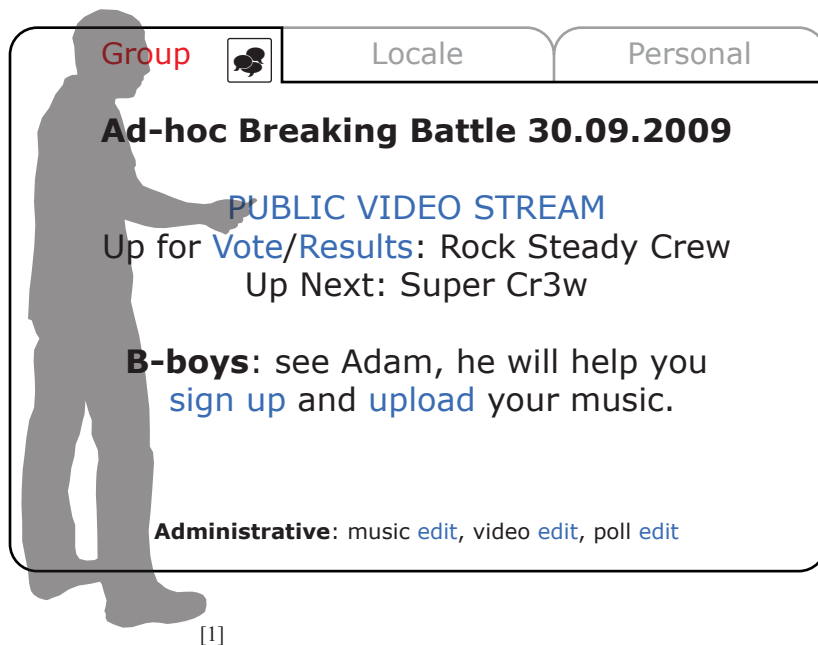 Group Locale Personal
Ad-hoc Breaking Battle 30.09.2009
PUBLIC VIDEO STREAM
Up for Vote/Results: Rock Steady Crew
Up Next: Super Cr3w
B-boys: see Adam, he will help you
sign up and upload your music.
Administrative: music edit, video edit, poll edit
[1]